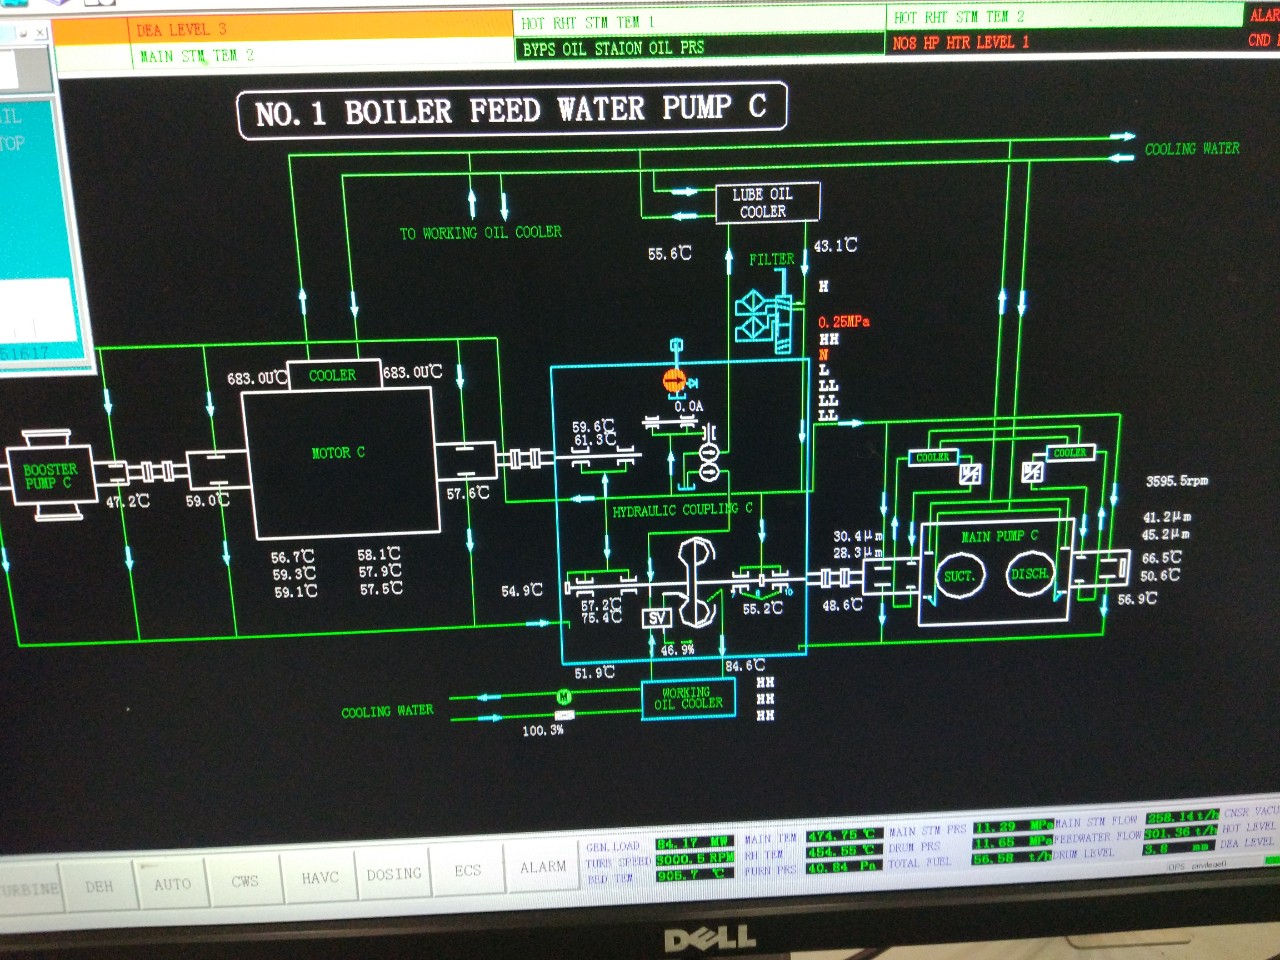 DEA LEVEL 3
HOT RHT STM TEM 1
HOT RHT STM TEM 2
MAIN STM TEM 2
BYPS OIL STAION OIL PRS
NO8 HP HTR LEVEL 1
CND
NO.1 BOILER FEED WATER PUMP C
COOLING WATER
LUBE OIL
COOLER
TO WORKING OIL COOLER
55.6℃
43.1℃
FILTER
H
0.25MPa
HH
N
L
LL
LL
LL
51617
683.0U℃
COOLER
683.0U℃
0.0A
59.6℃
61.3℃
MOTOR C
BOOSTER
PUMP C
47.2℃
59.0℃
57.6℃
HYDRAULIC COUPLING C
COOLER
COOLER
M/F
M/F
3595.5rpm
41.2μm
45.2μm
30.4μm
28.3μm
MAIN PUMP C
SUCT.
DISCH.
66.5℃
50.6℃
56.9℃
56.7℃
59.3℃
59.1℃
58.1℃
57.9℃
57.5℃
54.9℃
57.2℃
75.4℃
SV
55.2℃
48.6℃
46.9%
51.9℃
84.6℃
WORKING
OIL COOLER
HH
HH
HH
M
COOLING WATER
100.3%
TURBINE
DEH
AUTO
CWS
HAVC
DOSING
ECS
ALARM
GEN.LOAD 84.17 MW
TURB SPEED 3000.5 RPM
BED TEM 905.7 ℃
MAIN TEM 474.75 ℃
RH TEM 454.55 ℃
FURN PRS 40.84 Pa
MAIN STM PRS 11.29 MPa
DRUM PRS 11.65 MPa
TOTAL FUEL 56.58 t/h
MAIN STM FLOW 258.14 t/h
FEEDWATER FLOW 301.36 t/h
DRUM LEVEL 3.8 mm
CNSR VACU
HOT LEVEL
DEA LEVEL
DELL